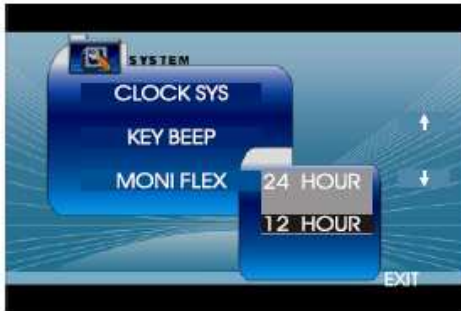 SYSTEM
CLOCK SYS
KEY BEEP
MONI FLEX
24 HOUR
12 HOUR
EXIT